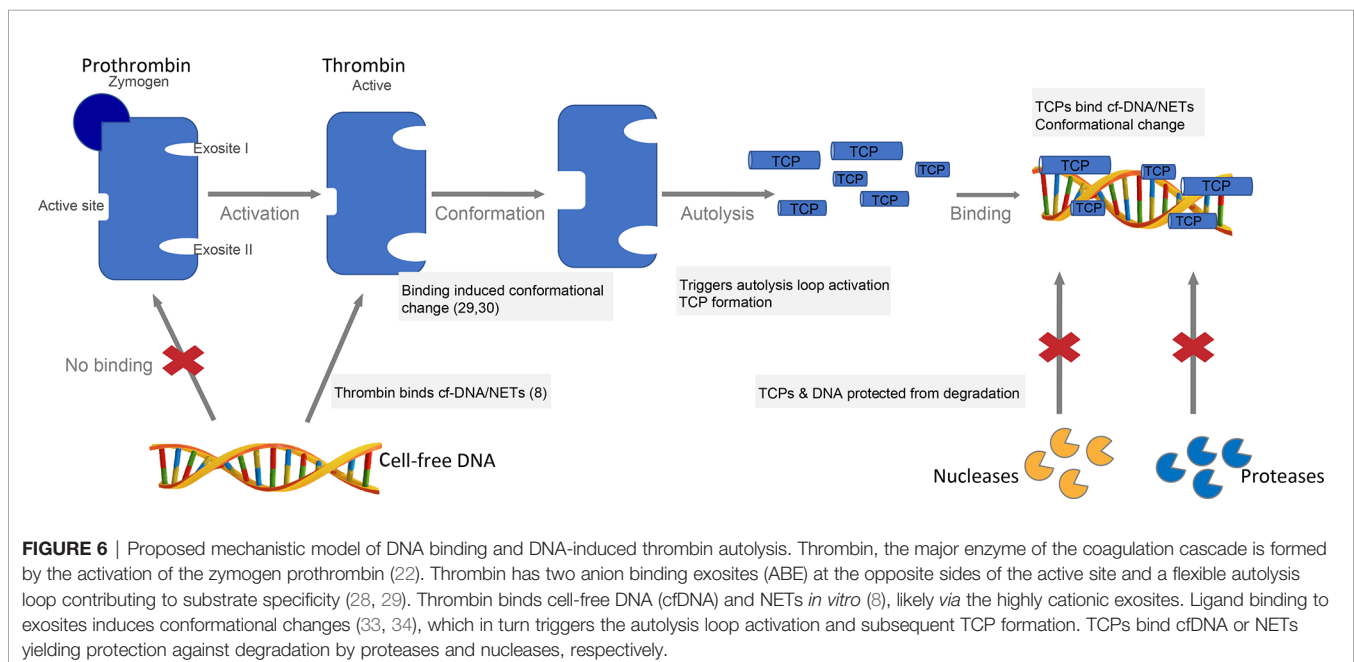 Prothrombin
Zymogen
Exosite I
Active site
Exosite II
Activation
Thrombin
Active
Conformation
Binding induced conformational
change (29,30)
Autolysis
Triggers autolysis loop activation
TCP formation
TCP
TCP
TCP
TCP
TCP
TCP
Binding
TCPs bind cf-DNA/NETs
Conformational change
TCP
TCP
TCP
TCP
TCP
No binding
Thrombin binds cf-DNA/NETs (8)
Cell-free DNA
TCPs & DNA protected from degradation
Nucleases
Proteases
FIGURE 6 | Proposed mechanistic model of DNA binding and DNA-induced thrombin autolysis. Thrombin, the major enzyme of the coagulation cascade is formed
by the activation of the zymogen prothrombin (22). Thrombin has two anion binding exosites (ABE) at the opposite sides of the active site and a flexible autolysis
loop contributing to substrate specificity (28, 29). Thrombin binds cell-free DNA (cfDNA) and NETs in vitro (8), likely via the highly cationic exosites. Ligand binding to
exosites induces conformational changes (33, 34), which in turn triggers the autolysis loop activation and subsequent TCP formation. TCPs bind cfDNA or NETs
yielding protection against degradation by proteases and nucleases, respectively.